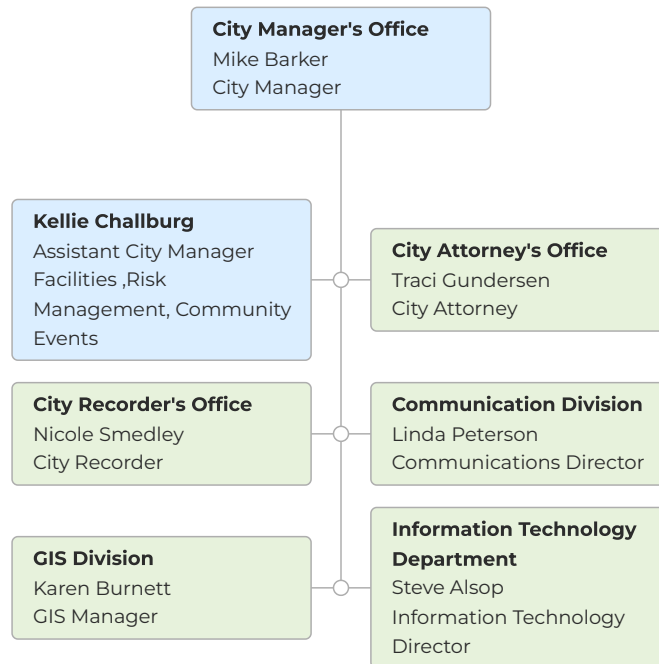 City Manager's Office
Mike Barker
City Manager
Kellie Challburg
Assistant City Manager
Facilities ,Risk
Management, Community
Events
City Attorney's Office
Traci Gundersen
City Attorney
City Recorder's Office
Nicole Smedley
City Recorder
Communication Division
Linda Peterson
Communications Director
GIS Division
Karen Burnett
GIS Manager
Information Technology
Department
Steve Alsop
Information Technology
Director